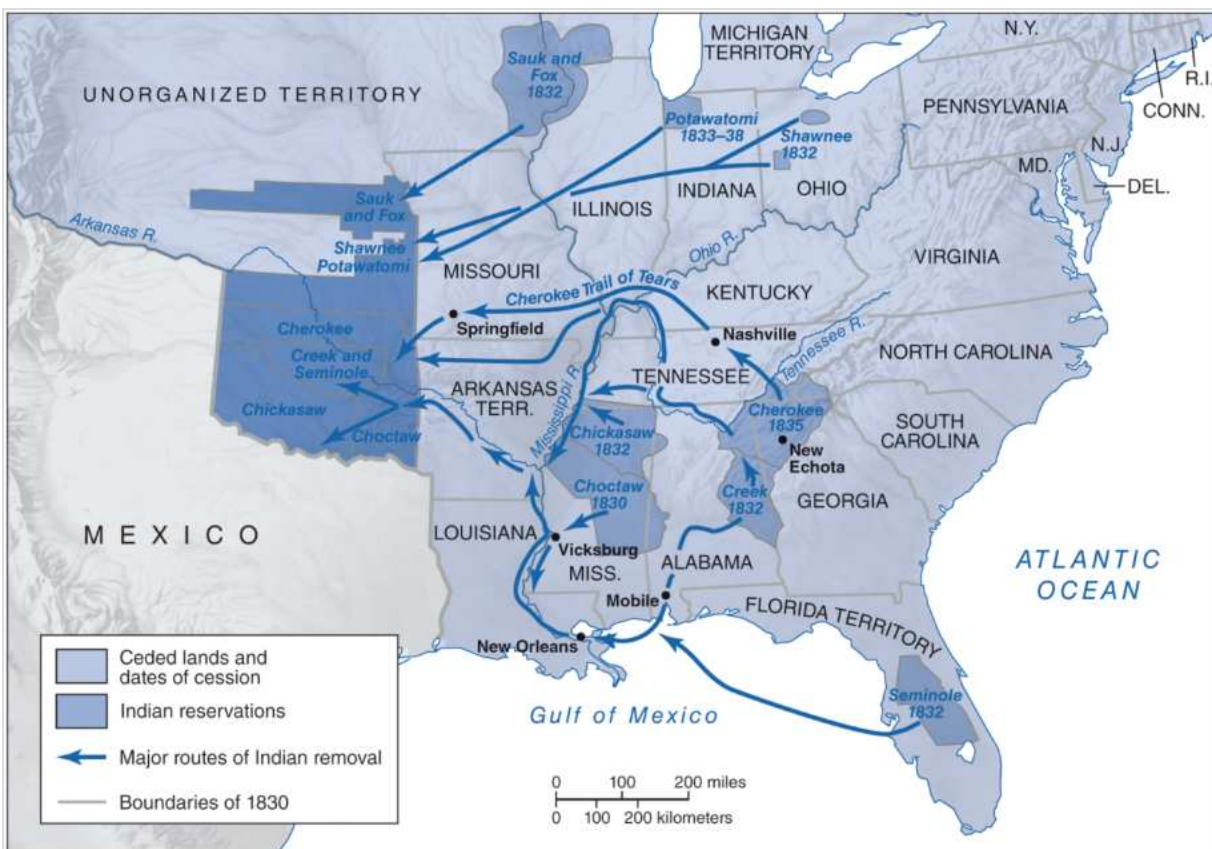 N.Y.
MICHIGAN
TERRITORY
R.I.
CONN.
Sauk and
Fox
1832
UNORGANIZED TERRITORY
PENNSYLVANIA
Potawatomi
1833–38
Shawnee
1832
N.J.
MD.
DEL.
INDIANA
OHIO
ILLINOIS
Sauk
and Fox
Arkansas R.
Shawnee
Potawatomi
MISSOURI
Ohio R.
VIRGINIA
Cherokee Trail of Tears
KENTUCKY
Springfield
Nashville
Cherokee
Tennessee R.
NORTH CAROLINA
Creek and
Seminole
TENNESSEE
ARKANSAS
TERR.
Mississippi R.
Chickasaw
Cherokee
1835
SOUTH
CAROLINA
Choctaw
Chickasaw
1832
New
Echota
Choctaw
1830
Creek
1832
GEORGIA
MEXICO
LOUISIANA
Vicksburg
MISS.
ALABAMA
ATLANTIC
OCEAN
Mobile
FLORIDA TERRITORY
New Orleans
Seminole
1832
Gulf of Mexico
Ceded lands and
dates of cession
Indian reservations
Major routes of Indian removal
Boundaries of 1830
0 100 200 miles
0 100 200 kilometers